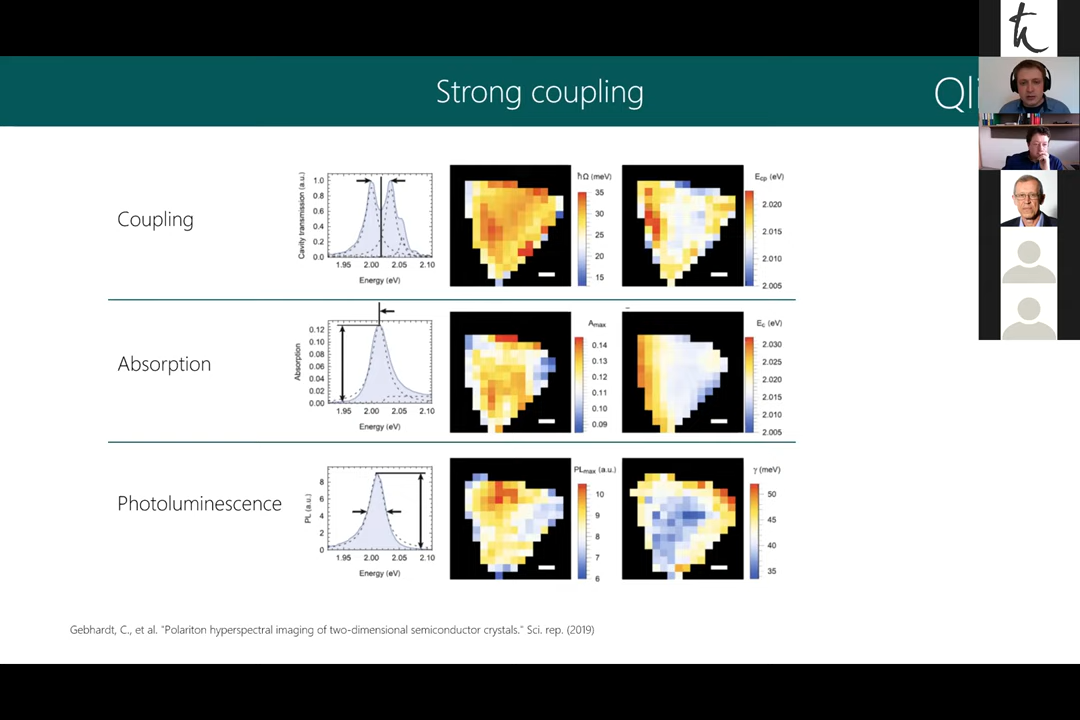 Strong coupling
Qli
Coupling
Cavity transmission (a.u.)
1.0
0.8
0.6
0.4
0.2
0.0
1.95 2.00 2.05 2.10
Energy (eV)
ħΩ (meV)
35
30
25
20
15
E_cp (eV)
2.020
2.015
2.010
2.005
Absorption
Absorption
0.12
0.10
0.08
0.06
0.04
0.02
0.00
1.95 2.00 2.05 2.10
Energy (eV)
A_max
0.14
0.13
0.12
0.11
0.10
0.09
E_c (eV)
2.030
2.025
2.020
2.015
2.010
2.005
Photoluminescence
PL (a.u.)
8
6
4
2
0
1.95 2.00 2.05 2.10
Energy (eV)
PL_max (a.u.)
10
9
8
7
6
γ (meV)
50
45
40
35
Gebhardt, C., et al. "Polariton hyperspectral imaging of two-dimensional semiconductor crystals." Sci. rep. (2019)